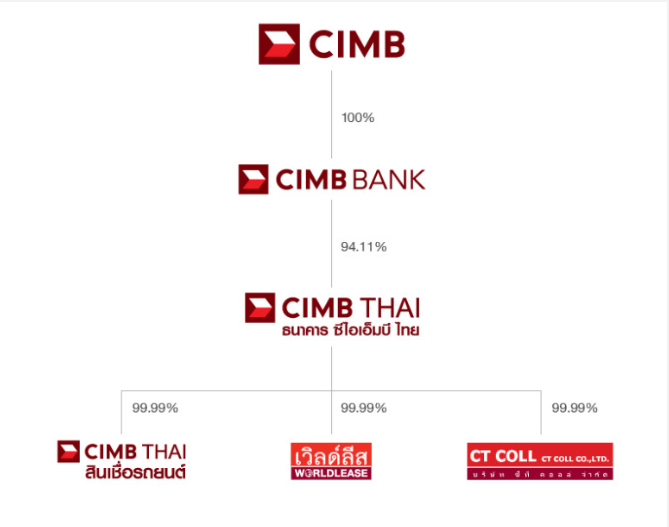 CIMB
100%
CIMB BANK
94.11%
CIMB THAI
ธนาคาร ซีไอเอ็มบี ไทย
99.99%
99.99%
99.99%
CIMB THAI
สินเชื่อรถยนต์
เวิลด์ลีส
WORLDLEASE
CT COLL CT COLL CO.,LTD.
บริษัท ซีที คอลล จำกัด